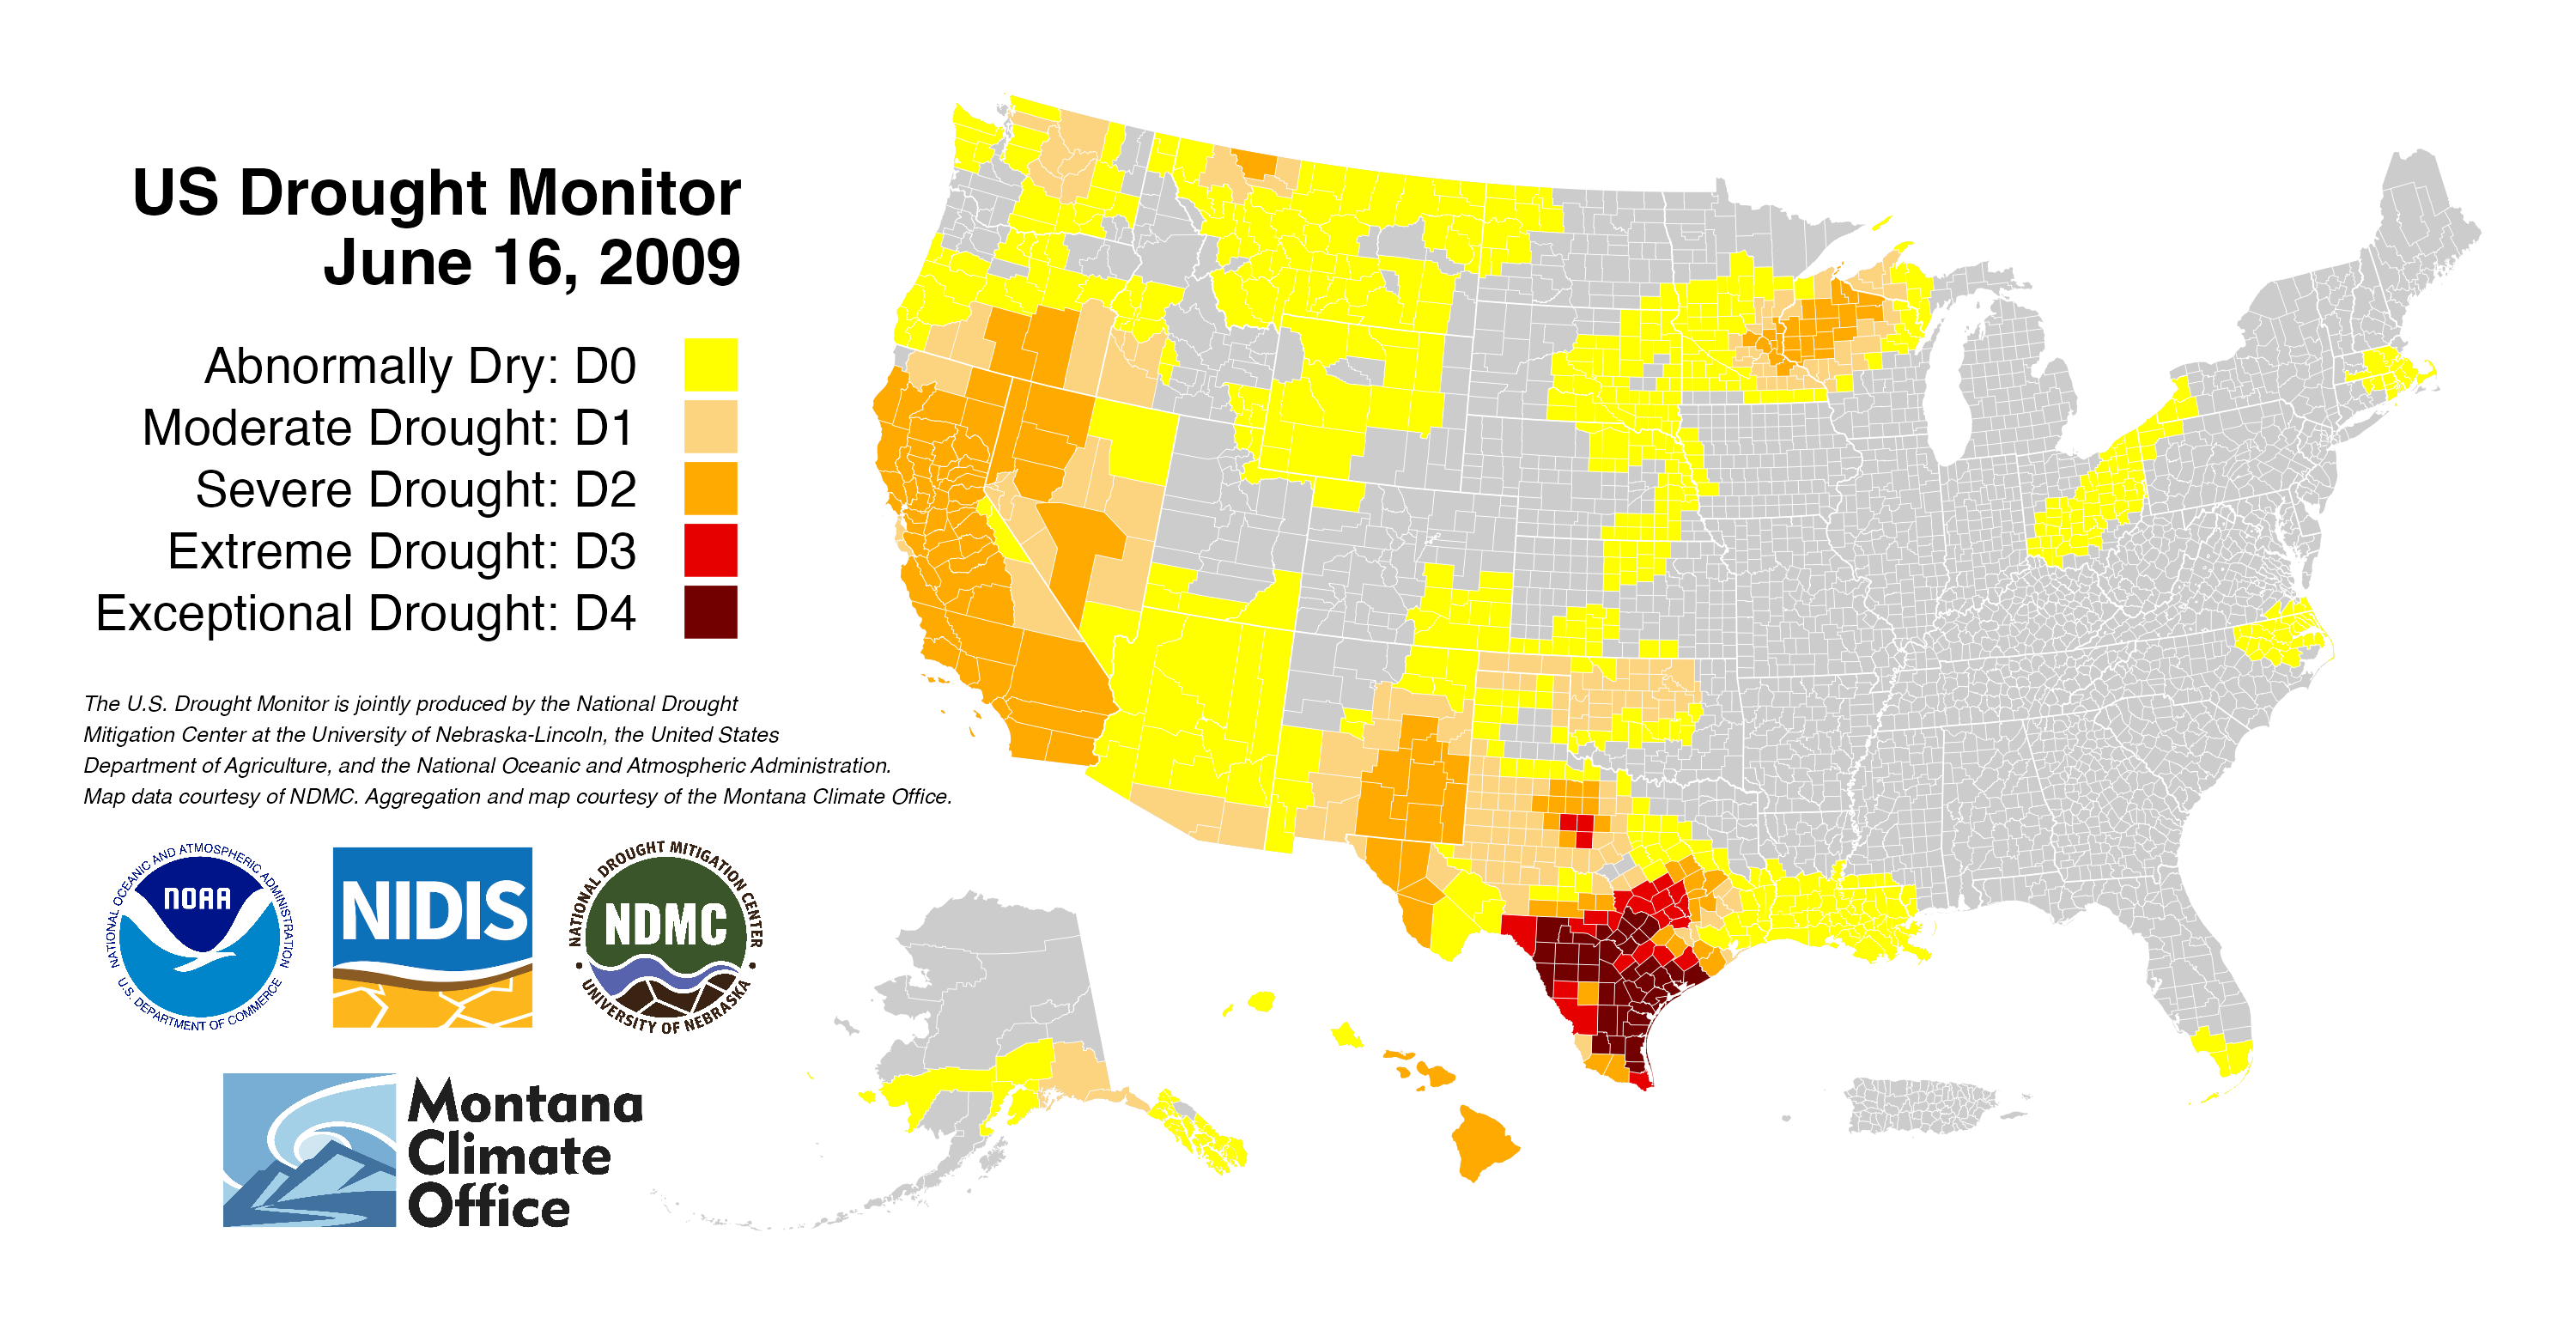 US Drought Monitor
June 16, 2009
Abnormally Dry: D0
Moderate Drought: D1
Severe Drought: D2
Extreme Drought: D3
Exceptional Drought: D4
The U.S. Drought Monitor is jointly produced by the National Drought
Mitigation Center at the University of Nebraska-Lincoln, the United States
Department of Agriculture, and the National Oceanic and Atmospheric Administration.
Map data courtesy of NDMC. Aggregation and map courtesy of the Montana Climate Office.
NATIONAL OCEANIC AND ATMOSPHERIC ADMINISTRATION
NOAA
U.S. DEPARTMENT OF COMMERCE
NIDIS
NATIONAL DROUGHT MITIGATION CENTER
NDMC
UNIVERSITY OF NEBRASKA
Montana
Climate
Office